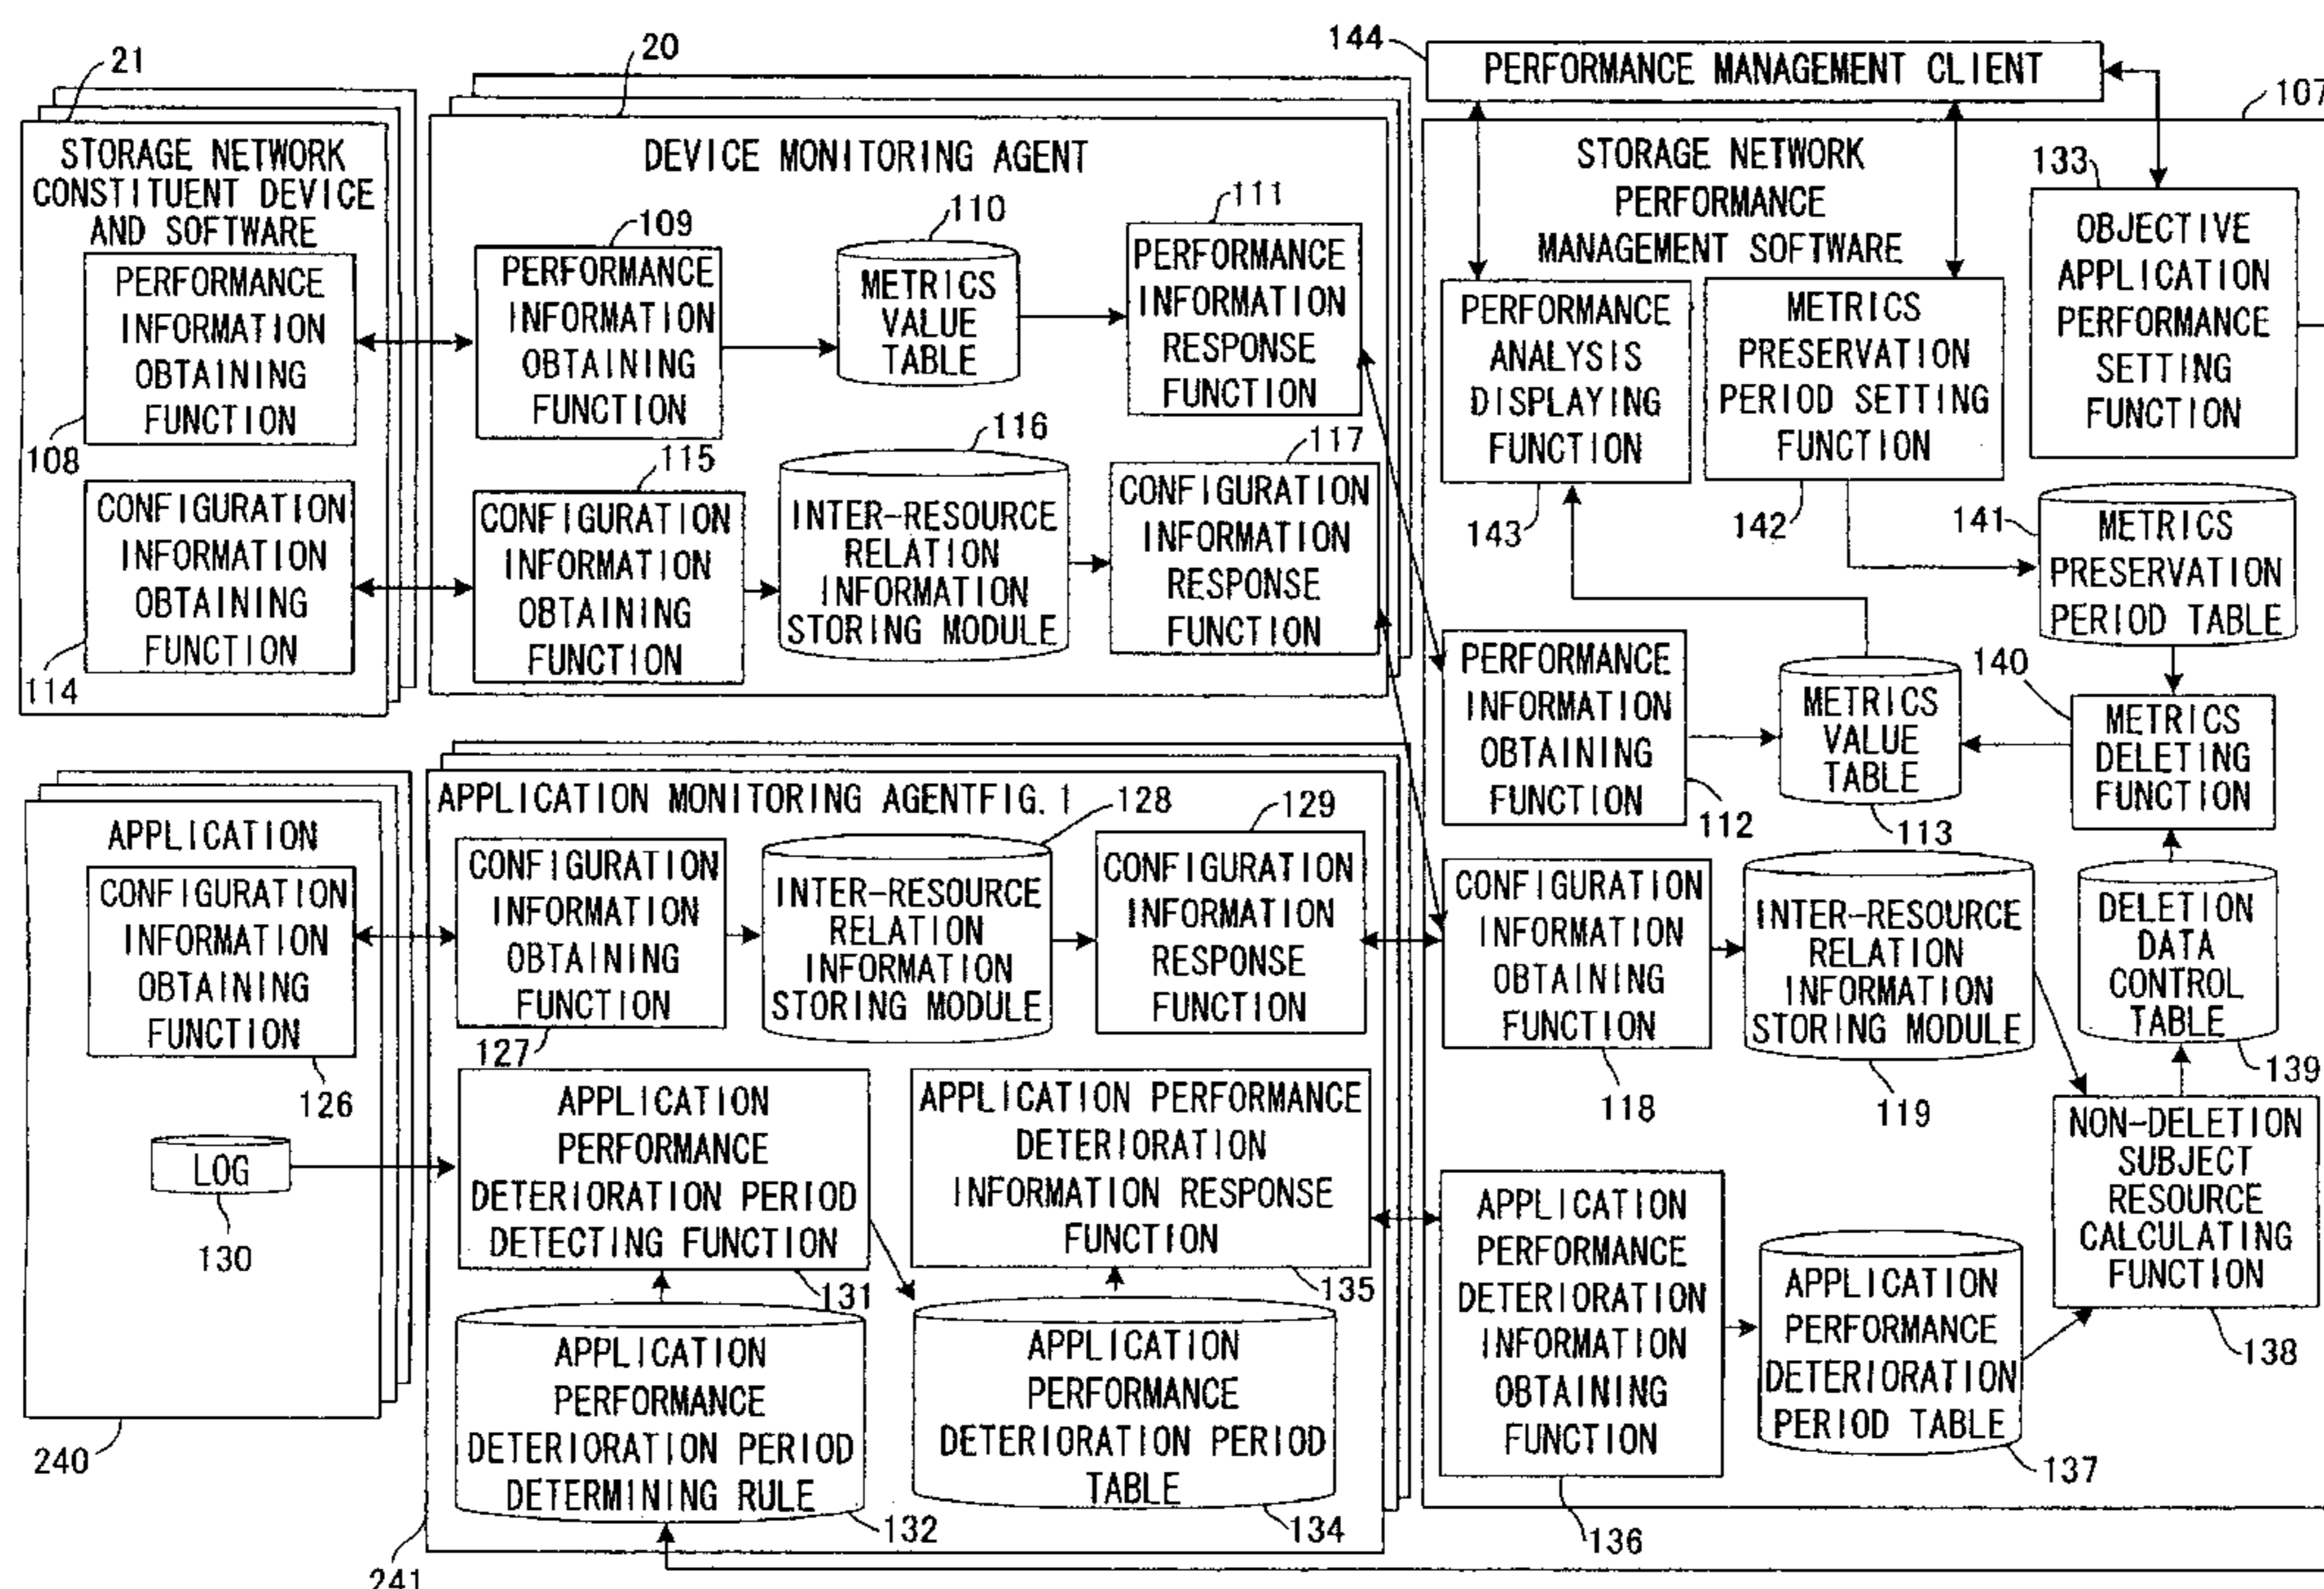 21
STORAGE NETWORK
CONSTITUENT DEVICE
AND SOFTWARE
PERFORMANCE
INFORMATION
OBTAINING
FUNCTION
108
CONFIGURATION
INFORMATION
OBTAINING
FUNCTION
114
20
DEVICE MONITORING AGENT
109
PERFORMANCE
INFORMATION
OBTAINING
FUNCTION
110
METRICS
VALUE
TABLE
111
PERFORMANCE
INFORMATION
RESPONSE
FUNCTION
115
CONFIGURATION
INFORMATION
OBTAINING
FUNCTION
116
INTER-RESOURCE
RELATION
INFORMATION
STORING MODULE
117
CONFIGURATION
INFORMATION
RESPONSE
FUNCTION
APPLICATION
CONFIGURATION
INFORMATION
OBTAINING
FUNCTION
126
LOG
130
240
APPLICATION MONITORING AGENTFIG. 1
CONFIGURATION
INFORMATION
OBTAINING
FUNCTION
127
128
INTER-RESOURCE
RELATION
INFORMATION
STORING MODULE
129
CONFIGURATION
INFORMATION
RESPONSE
FUNCTION
APPLICATION
PERFORMANCE
DETERIORATION PERIOD
DETECTING FUNCTION
131
APPLICATION PERFORMANCE
DETERIORATION
INFORMATION RESPONSE
FUNCTION
135
APPLICATION
PERFORMANCE
DETERIORATION PERIOD
DETERMINING RULE
132
APPLICATION
PERFORMANCE
DETERIORATION PERIOD
TABLE
134
241
144
PERFORMANCE MANAGEMENT CLIENT
107
STORAGE NETWORK
PERFORMANCE
MANAGEMENT SOFTWARE
133
OBJECTIVE
APPLICATION
PERFORMANCE
SETTING
FUNCTION
PERFORMANCE
ANALYSIS
DISPLAYING
FUNCTION
143
METRICS
PRESERVATION
PERIOD SETTING
FUNCTION
142
141
METRICS
PRESERVATION
PERIOD TABLE
PERFORMANCE
INFORMATION
OBTAINING
FUNCTION
112
METRICS
VALUE
TABLE
113
140
METRICS
DELETING
FUNCTION
CONFIGURATION
INFORMATION
OBTAINING
FUNCTION
118
INTER-RESOURCE
RELATION
INFORMATION
STORING MODULE
119
DELETION
DATA
CONTROL
TABLE
139
NON-DELETION
SUBJECT
RESOURCE
CALCULATING
FUNCTION
138
APPLICATION
PERFORMANCE
DETERIORATION
INFORMATION
OBTAINING
FUNCTION
136
APPLICATION
PERFORMANCE
DETERIORATION
PERIOD TABLE
137